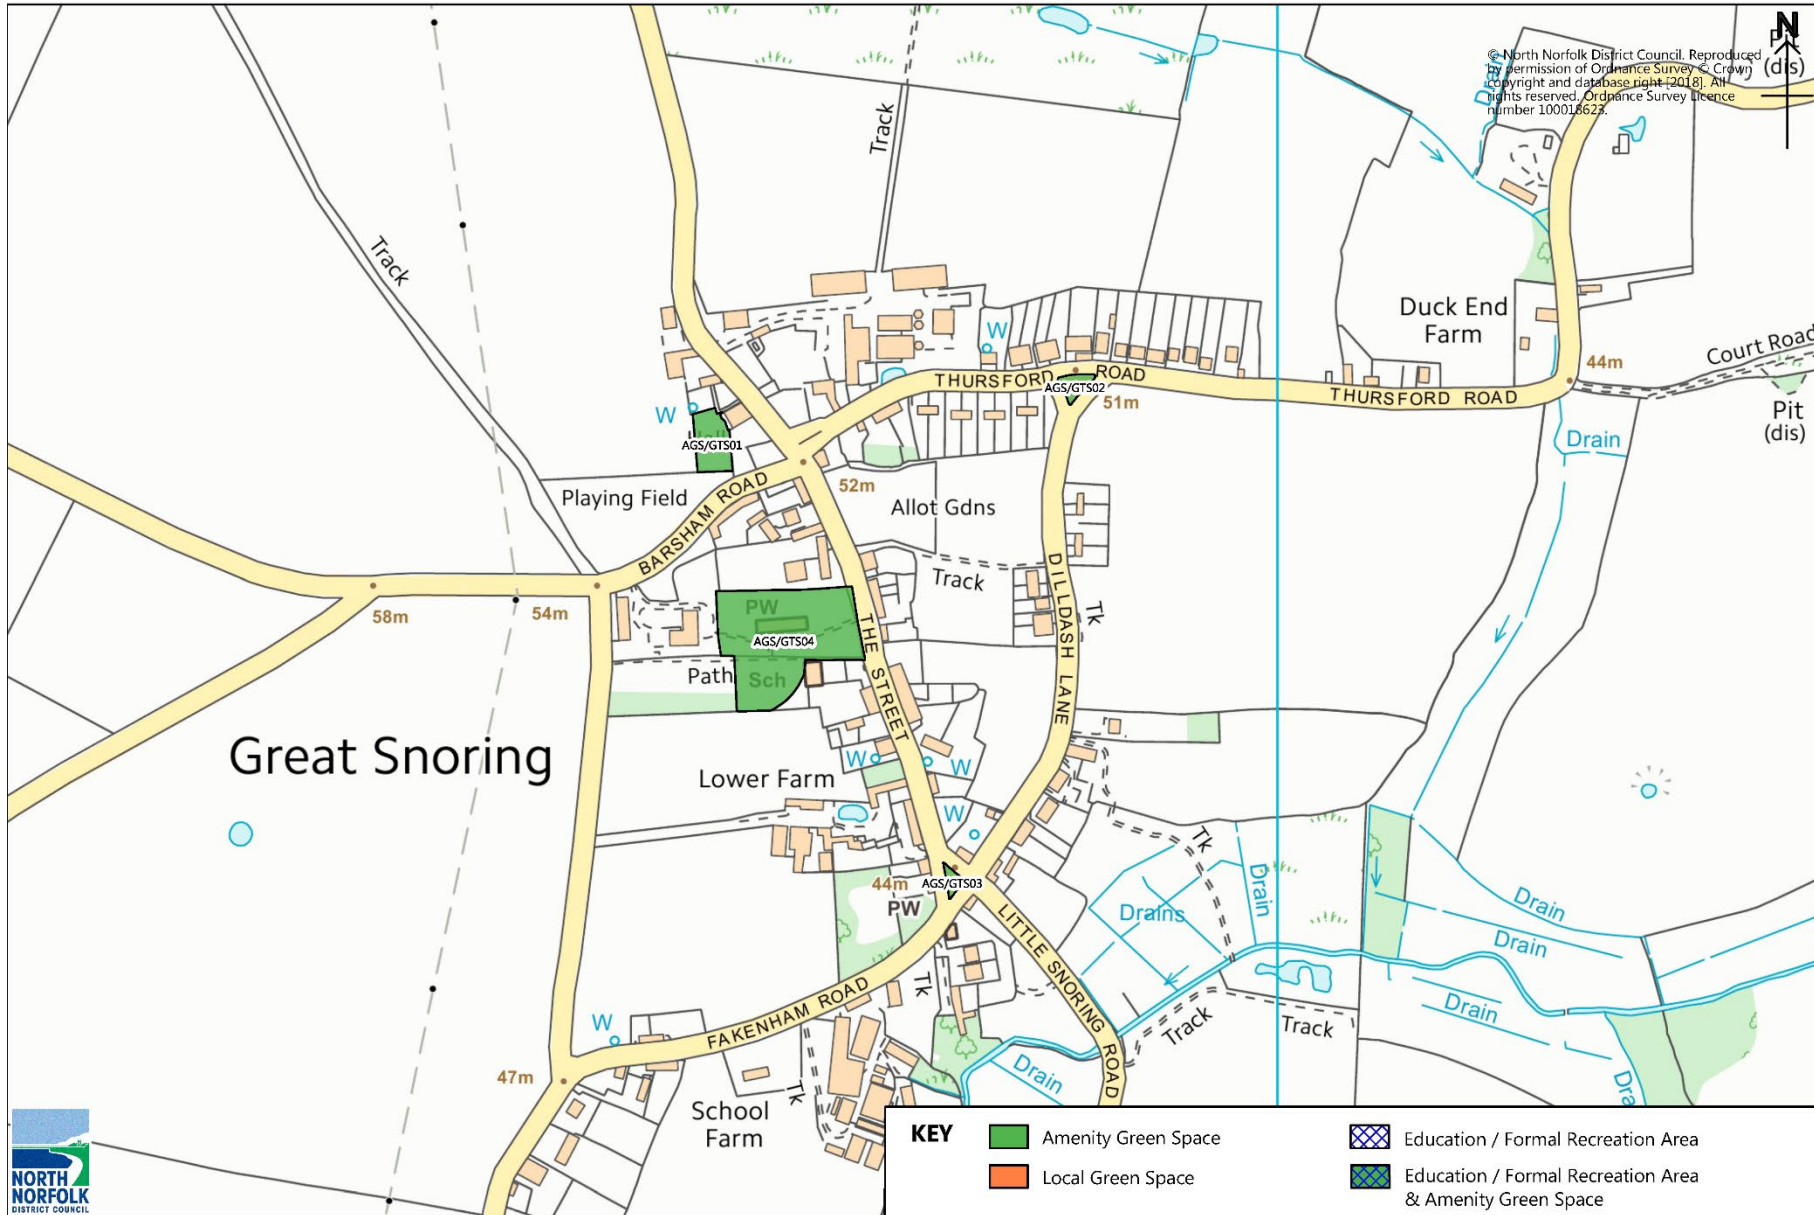 N
© North Norfolk District Council. Reproduced
by permission of Ordnance Survey © Crown
copyright and database right [2018]. All
rights reserved. Ordnance Survey Licence
number 100018623.
(dis)
Drain
Track
Track
Duck End
Farm
Court Road
44m
W
THURSFORD ROAD
AGS/GTS02
51m
THURSFORD ROAD
Pit
(dis)
W
AGS/GTS01
Drain
Playing Field
BARSHAM ROAD
52m
Allot Gdns
58m
54m
Track
DILLDASH LANE
Tk
PW
AGS/GTS04
THE STREET
Path
Sch
Great Snoring
Lower Farm
W
W
W
Tk
44m
AGS/GTS03
PW
Drains
Drain
Drain
Drain
LITTLE SNORING ROAD
Tk
FAKENHAM ROAD
W
Track
Track
Drain
Drain
47m
School
Farm
Tk
NORTH
NORFOLK
DISTRICT COUNCIL
KEY
Amenity Green Space
Local Green Space
Education / Formal Recreation Area
Education / Formal Recreation Area
& Amenity Green Space